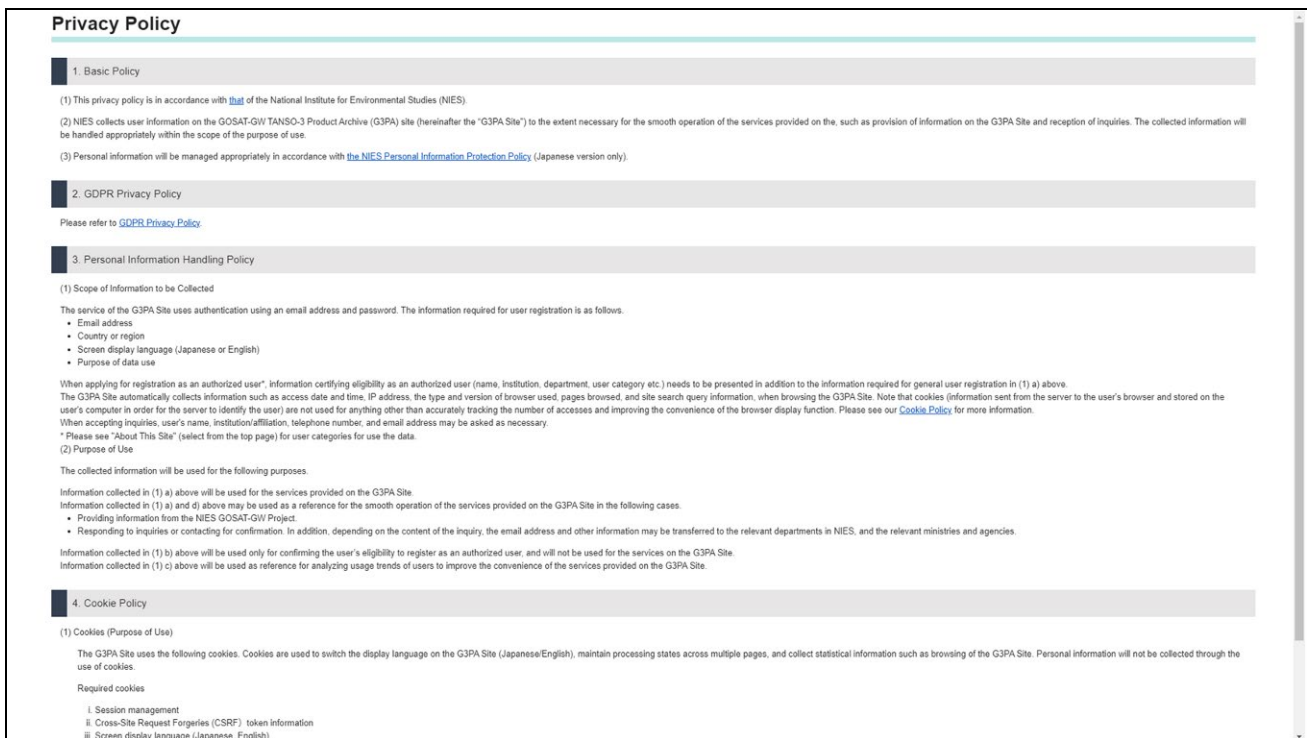 Privacy Policy
1. Basic Policy
(1) This privacy policy is in accordance with that of the National Institute for Environmental Studies (NIES).
(2) NIES collects user information on the GOSAT-GW TANSO-3 Product Archive (G3PA) site (hereinafter the "G3PA Site") to the extent necessary for the smooth operation of the services provided on the, such as provision of information on the G3PA Site and reception of inquiries. The collected information will
be handled appropriately within the scope of the purpose of use.
(3) Personal information will be managed appropriately in accordance with the NIES Personal Information Protection Policy (Japanese version only).
2. GDPR Privacy Policy
Please refer to GDPR Privacy Policy.
3. Personal Information Handling Policy
(1) Scope of Information to be Collected
The service of the G3PA Site uses authentication using an email address and password. The information required for user registration is as follows.
• Email address
• Country or region
• Screen display language (Japanese or English)
• Purpose of data use
When applying for registration as an authorized user*, information certifying eligibility as an authorized user (name, institution, department, user category etc.) needs to be presented in addition to the information required for general user registration in (1) a) above.
The G3PA Site automatically collects information such as access date and time, IP address, the type and version of browser used, pages browsed, and site search query information, when browsing the G3PA Site. Note that cookies (information sent from the server to the user's browser and stored on the
user's computer in order for the server to identify the user) are not used for anything other than accurately tracking the number of accesses and improving the convenience of the browser display function. Please see our Cookie Policy for more information.
When accepting inquiries, user's name, institution/affiliation, telephone number, and email address may be asked as necessary.
* Please see "About This Site" (select from the top page) for user categories for use the data.
(2) Purpose of Use
The collected information will be used for the following purposes.
Information collected in (1) a) above will be used for the services provided on the G3PA Site.
Information collected in (1) a) and d) above may be used as a reference for the smooth operation of the services provided on the G3PA Site in the following cases.
• Providing information from the NIES GOSAT-GW Project.
• Responding to inquiries or contacting for confirmation. In addition, depending on the content of the inquiry, the email address and other information may be transferred to the relevant departments in NIES, and the relevant ministries and agencies.
Information collected in (1) b) above will be used only for confirming the user's eligibility to register as an authorized user, and will not be used for the services on the G3PA Site.
Information collected in (1) c) above will be used as reference for analyzing usage trends of users to improve the convenience of the services provided on the G3PA Site.
4. Cookie Policy
(1) Cookies (Purpose of Use)
The G3PA Site uses the following cookies. Cookies are used to switch the display language on the G3PA Site (Japanese/English), maintain processing states across multiple pages, and collect statistical information such as browsing of the G3PA Site. Personal information will not be collected through the
use of cookies.
Required cookies
i. Session management
ii. Cross-Site Request Forgeries (CSRF) token information
iii. Screen display language (Japanese, English)